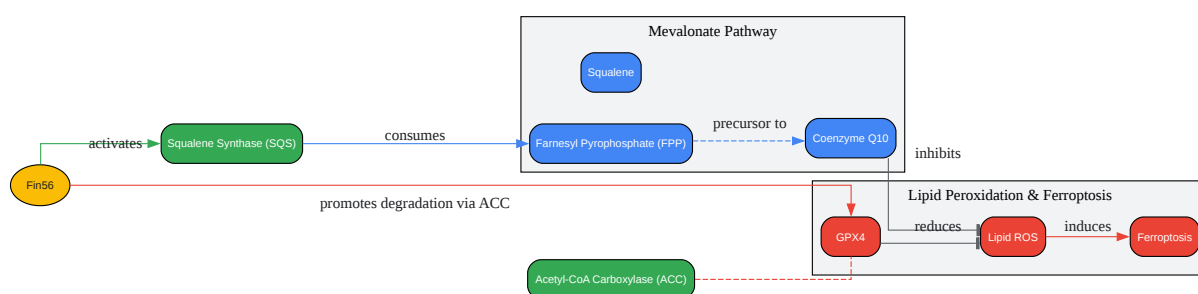 Mevalonate Pathway
Squalene
activates
Squalene Synthase (SQS)
consumes
Farnesyl Pyrophosphate (FPP)
precursor to
Coenzyme Q10
inhibits
Fin56
promotes degradation via ACC
Lipid Peroxidation & Ferroptosis
GPX4
reduces
Lipid ROS
induces
Ferroptosis
Acetyl-CoA Carboxylase (ACC)